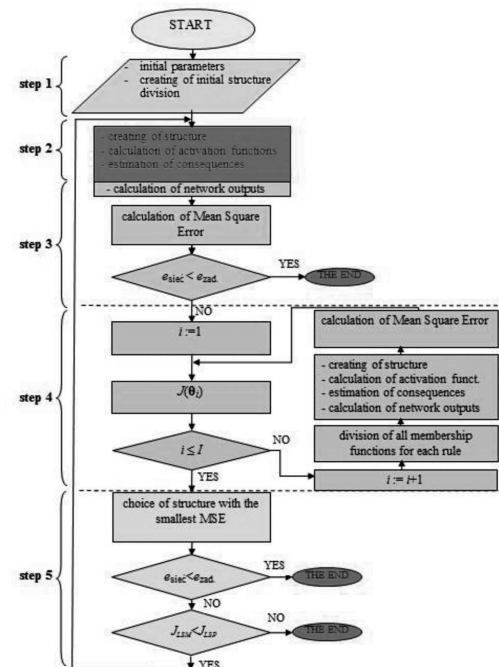 START
step 1
- initial parameters
- creating of initial structure
division
step 2
- creating of structure
- calculation of activation functions
- estimation of consequences
- calculation of network outputs
step 3
calculation of Mean Square
Error
e_sieć < e_zad.
YES
THE END
NO
step 4
i :=1
J(θi)
i ≤ I
NO
YES
calculation of Mean Square Error
- creating of structure
- calculation of activation funct.
- estimation of consequences
- calculation of network outputs
division of all membership
functions for each rule
i := i+1
step 5
choice of structure with the
smallest MSE
e_sieć<e_zad.
YES
THE END
NO
J_LSM<J_LSP
NO
THE END
YES